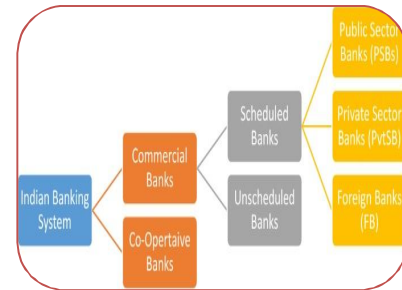 Public Sector
Banks (PSBs)
Scheduled
Banks
Private Sector
Banks (PvtSB)
Commercial
Banks
Indian Banking
System
Unscheduled
Banks
Foreign Banks
(FB)
Co-Opertaive
Banks